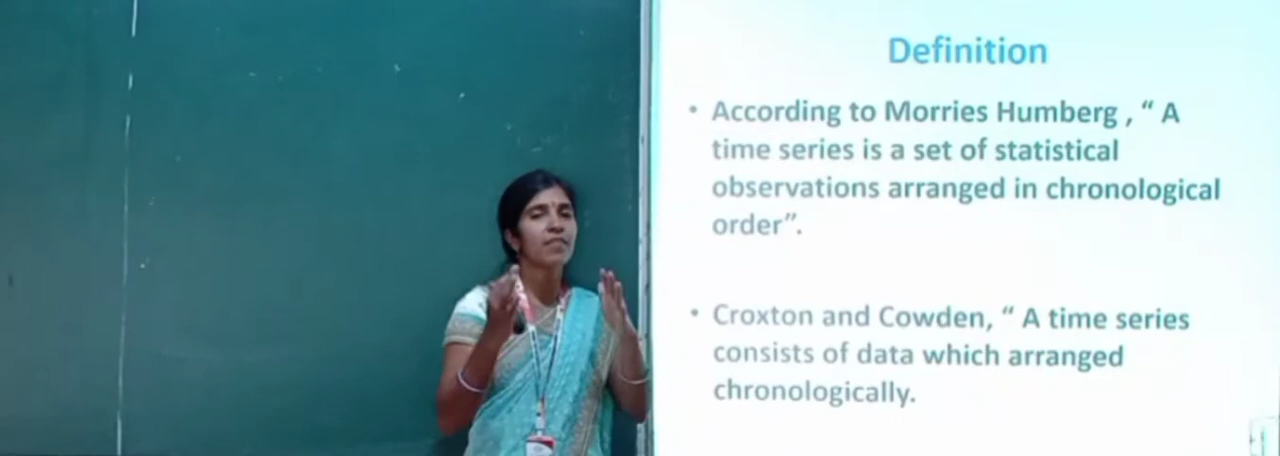 Definition
• According to Morries Humberg , “ A
time series is a set of statistical
observations arranged in chronological
order”.
• Croxton and Cowden, “ A time series
consists of data which arranged
chronologically.